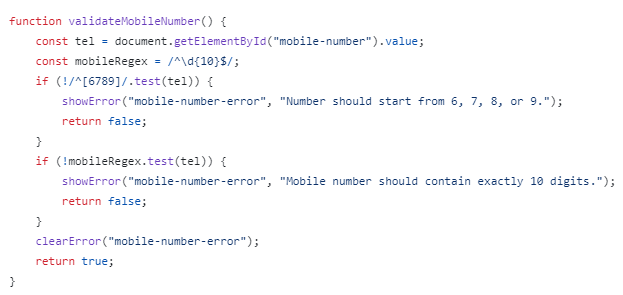 function validateMobileNumber() {
    const tel = document.getElementById("mobile-number").value;
    const mobileRegex = /^\d{10}$/;
    if (!/^[6789]/.test(tel)) {
        showError("mobile-number-error", "Number should start from 6, 7, 8, or 9.");
        return false;
    }
    if (!mobileRegex.test(tel)) {
        showError("mobile-number-error", "Mobile number should contain exactly 10 digits.");
        return false;
    }
    clearError("mobile-number-error");
    return true;
}